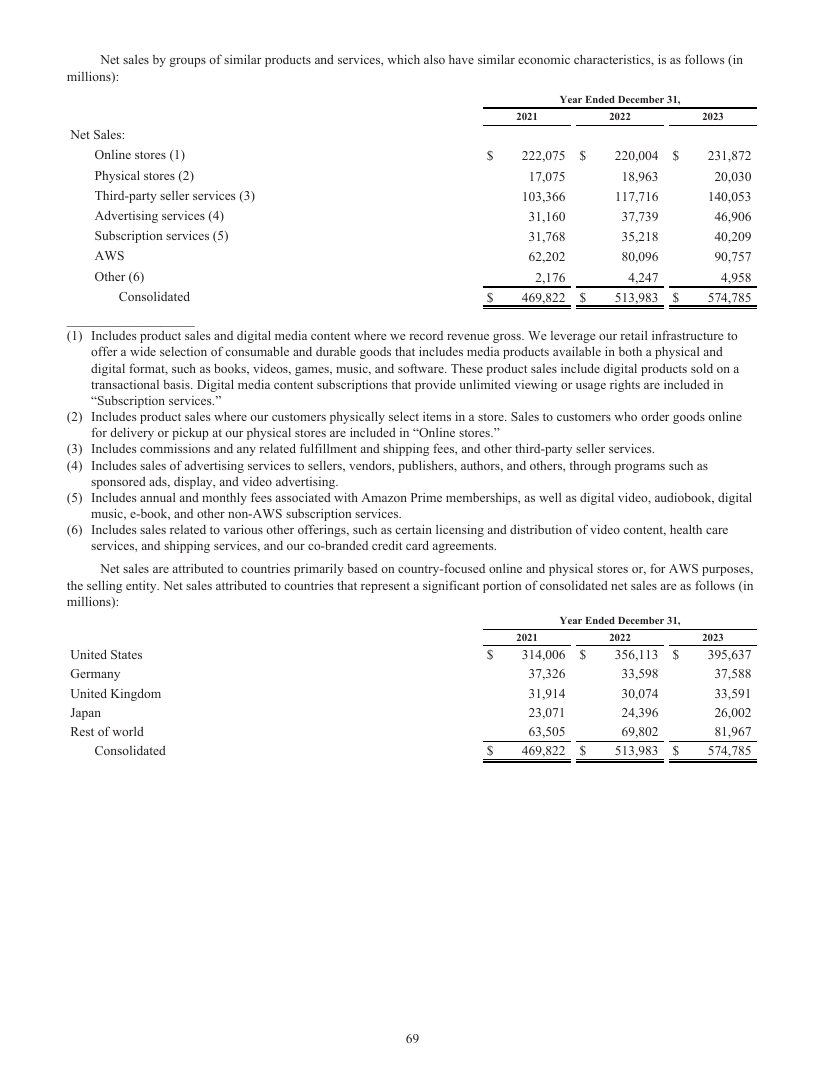 Net sales by groups of similar products and services, which also have similar economic characteristics, is as follows (in
millions):
Year Ended December 31,
2021 2022 2023
Net Sales:
Online stores (1) $ 222,075 $ 220,004 $ 231,872
Physical stores (2) 17,075 18,963 20,030
Third-party seller services (3) 103,366 117,716 140,053
Advertising services (4) 31,160 37,739 46,906
Subscription services (5) 31,768 35,218 40,209
AWS 62,202 80,096 90,757
Other (6) 2,176 4,247 4,958
Consolidated $ 469,822 $ 513,983 $ 574,785
(1) Includes product sales and digital media content where we record revenue gross. We leverage our retail infrastructure to
offer a wide selection of consumable and durable goods that includes media products available in both a physical and
digital format, such as books, videos, games, music, and software. These product sales include digital products sold on a
transactional basis. Digital media content subscriptions that provide unlimited viewing or usage rights are included in
“Subscription services.”
(2) Includes product sales where our customers physically select items in a store. Sales to customers who order goods online
for delivery or pickup at our physical stores are included in “Online stores.”
(3) Includes commissions and any related fulfillment and shipping fees, and other third-party seller services.
(4) Includes sales of advertising services to sellers, vendors, publishers, authors, and others, through programs such as
sponsored ads, display, and video advertising.
(5) Includes annual and monthly fees associated with Amazon Prime memberships, as well as digital video, audiobook, digital
music, e-book, and other non-AWS subscription services.
(6) Includes sales related to various other offerings, such as certain licensing and distribution of video content, health care
services, and shipping services, and our co-branded credit card agreements.
Net sales are attributed to countries primarily based on country-focused online and physical stores or, for AWS purposes,
the selling entity. Net sales attributed to countries that represent a significant portion of consolidated net sales are as follows (in
millions):
Year Ended December 31,
2021 2022 2023
United States $ 314,006 $ 356,113 $ 395,637
Germany 37,326 33,598 37,588
United Kingdom 31,914 30,074 33,591
Japan 23,071 24,396 26,002
Rest of world 63,505 69,802 81,967
Consolidated $ 469,822 $ 513,983 $ 574,785
69